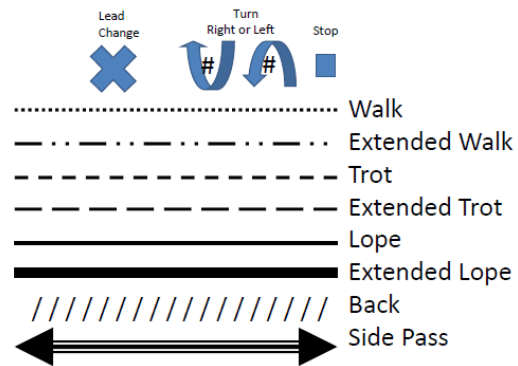 Lead
Change
Turn
Right or Left
Stop
# #
Walk
Extended Walk
Trot
Extended Trot
Lope
Extended Lope
Back
Side Pass